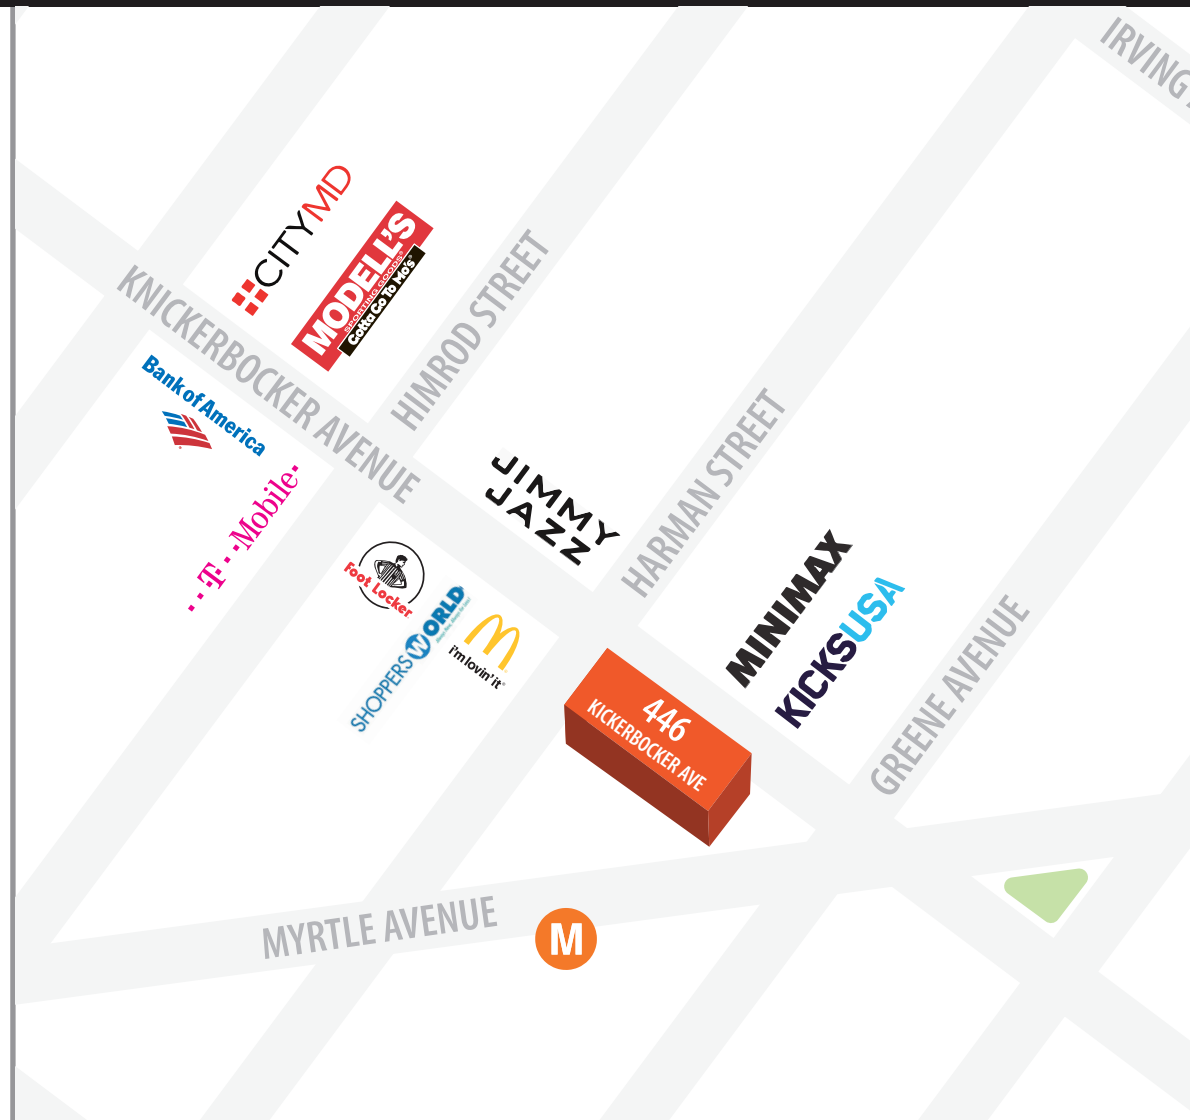 IRVING
CITYMD
MODELL'S
SPORTING GOODS
Gotta Go To Mo's
HIMROD STREET
KNICKERBOCKER AVENUE
Bank of America
T Mobile
JIMMY
JAZZ
HARMAN STREET
Foot Locker
SHOPPERS WORLD
i'm lovin' it
MINIMAX
KICKSUSA
GREENE AVENUE
446
KICKERBOCKER AVE
MYRTLE AVENUE
M